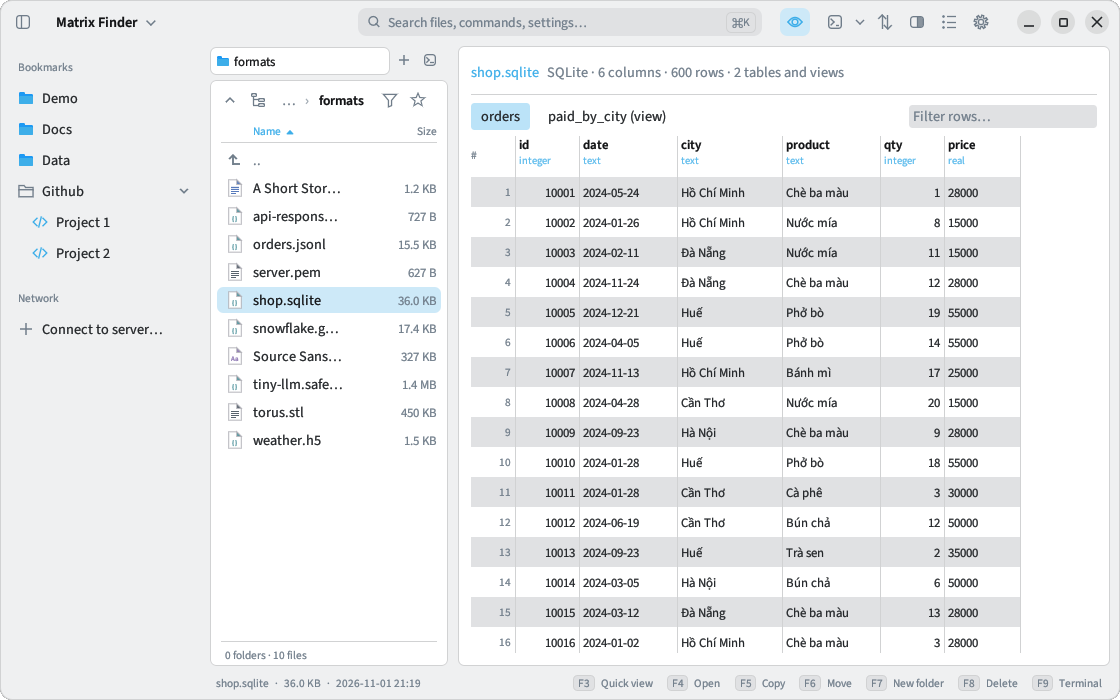 Matrix Finder
Search files, commands, settings… ⌘K
Bookmarks
Demo
Docs
Data
Github
Project 1
Project 2
Network
Connect to server…
formats
… › formats
Name Size
..
A Short Stor… 1.2 KB
api-respons… 727 B
orders.jsonl 15.5 KB
server.pem 627 B
shop.sqlite 36.0 KB
snowflake.g… 17.4 KB
Source Sans… 327 KB
tiny-llm.safe… 1.4 MB
torus.stl 450 KB
weather.h5 1.5 KB
0 folders · 10 files
shop.sqlite SQLite · 6 columns · 600 rows · 2 tables and views
orders paid_by_city (view) Filter rows…
# id date city product qty price
integer text text text integer real
1 10001 2024-05-24 Hồ Chí Minh Chè ba màu 1 28000
2 10002 2024-01-26 Hồ Chí Minh Nước mía 8 15000
3 10003 2024-02-11 Đà Nẵng Nước mía 11 15000
4 10004 2024-11-24 Đà Nẵng Chè ba màu 12 28000
5 10005 2024-12-21 Huế Phở bò 19 55000
6 10006 2024-04-05 Huế Phở bò 14 55000
7 10007 2024-11-13 Hồ Chí Minh Bánh mì 17 25000
8 10008 2024-04-28 Cần Thơ Nước mía 20 15000
9 10009 2024-09-23 Hà Nội Chè ba màu 9 28000
10 10010 2024-01-28 Huế Phở bò 18 55000
11 10011 2024-01-28 Cần Thơ Cà phê 3 30000
12 10012 2024-06-19 Cần Thơ Bún chả 12 50000
13 10013 2024-09-23 Huế Trà sen 2 35000
14 10014 2024-03-05 Hà Nội Bún chả 6 50000
15 10015 2024-03-12 Đà Nẵng Chè ba màu 13 28000
16 10016 2024-01-02 Hồ Chí Minh Chè ba màu 3 28000
shop.sqlite · 36.0 KB · 2026-11-01 21:19
F3 Quick view F4 Open F5 Copy F6 Move F7 New folder F8 Delete F9 Terminal